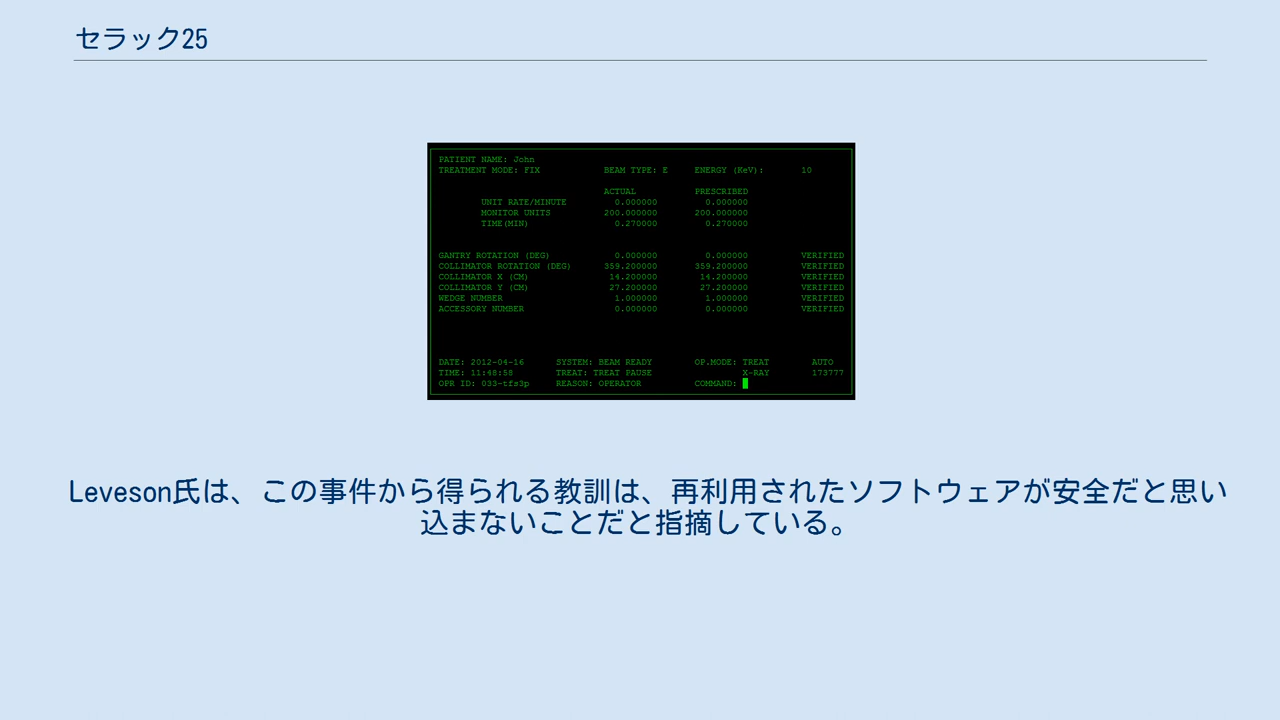 セラック25
PATIENT NAME: John
TREATMENT MODE: FIX BEAM TYPE: E ENERGY (KeV): 10
ACTUAL PRESCRIBED
UNIT RATE/MINUTE 0.000000 0.000000
MONITOR UNITS 200.000000 200.000000
TIME(MIN) 0.270000 0.270000
GANTRY ROTATION (DEG) 0.000000 0.000000 VERIFIED
COLLIMATOR ROTATION (DEG) 359.200000 359.200000 VERIFIED
COLLIMATOR X (CM) 14.200000 14.200000 VERIFIED
COLLIMATOR Y (CM) 27.200000 27.200000 VERIFIED
WEDGE NUMBER 1.000000 1.000000 VERIFIED
ACCESSORY NUMBER 0.000000 0.000000 VERIFIED
DATE: 2012-04-16 SYSTEM: BEAM READY OP.MODE: TREAT AUTO
TIME: 11:48:58 TREAT: TREAT PAUSE X-RAY 173777
OPR ID: 033-tfs3p REASON: OPERATOR COMMAND:
Leveson氏は、この事件から得られる教訓は、再利用されたソフトウェアが安全だと思い
込まないことだと指摘している。